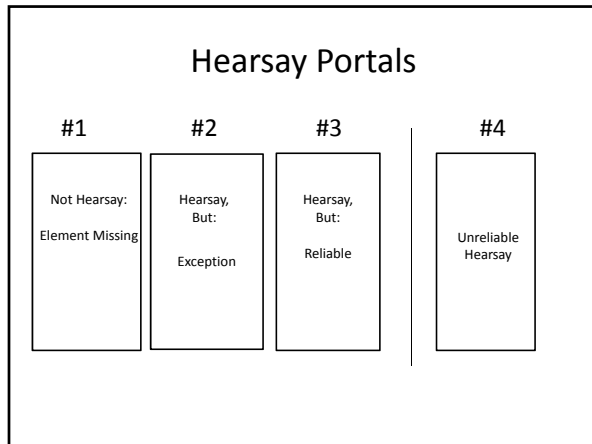 Hearsay Portals
#1
#2
#3
#4
Not Hearsay:
Element Missing
Hearsay,
But:
Exception
Hearsay,
But:
Reliable
Unreliable
Hearsay